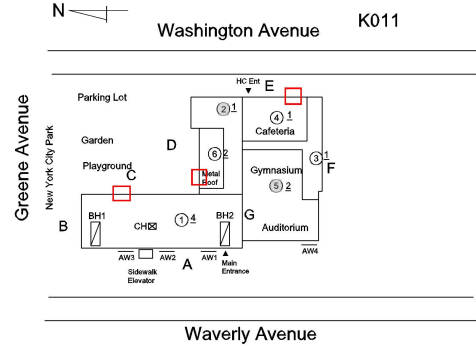 N
Washington Avenue
K011
HC Ent
E
Parking Lot
2 1
4 1
Cafeteria
Greene Avenue
New York City Park
Garden
D
6 2
3 1
F
Playground
C
Metal
Roof
Gymnasium
5 2
B
BH1
CH
1 4
BH2
G
Auditorium
AW3
AW2
AW1
AW4
A
Sidewalk
Elevator
Main
Entrance
Waverly Avenue